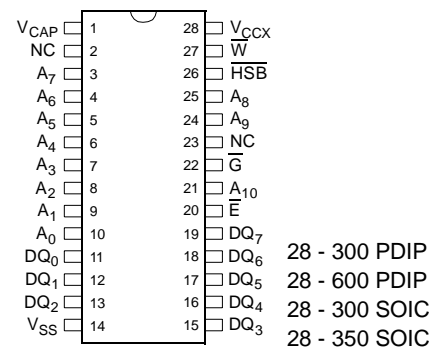 VCAP 1 28 VCCX
NC 2 27 W̅
A7 3 26 H̅S̅B̅
A6 4 25 A8
A5 5 24 A9
A4 6 23 NC
A3 7 22 G̅
A2 8 21 A10
A1 9 20 E̅
A0 10 19 DQ7
DQ0 11 18 DQ6 28 - 300 PDIP
DQ1 12 17 DQ5 28 - 600 PDIP
DQ2 13 16 DQ4 28 - 300 SOIC
VSS 14 15 DQ3 28 - 350 SOIC